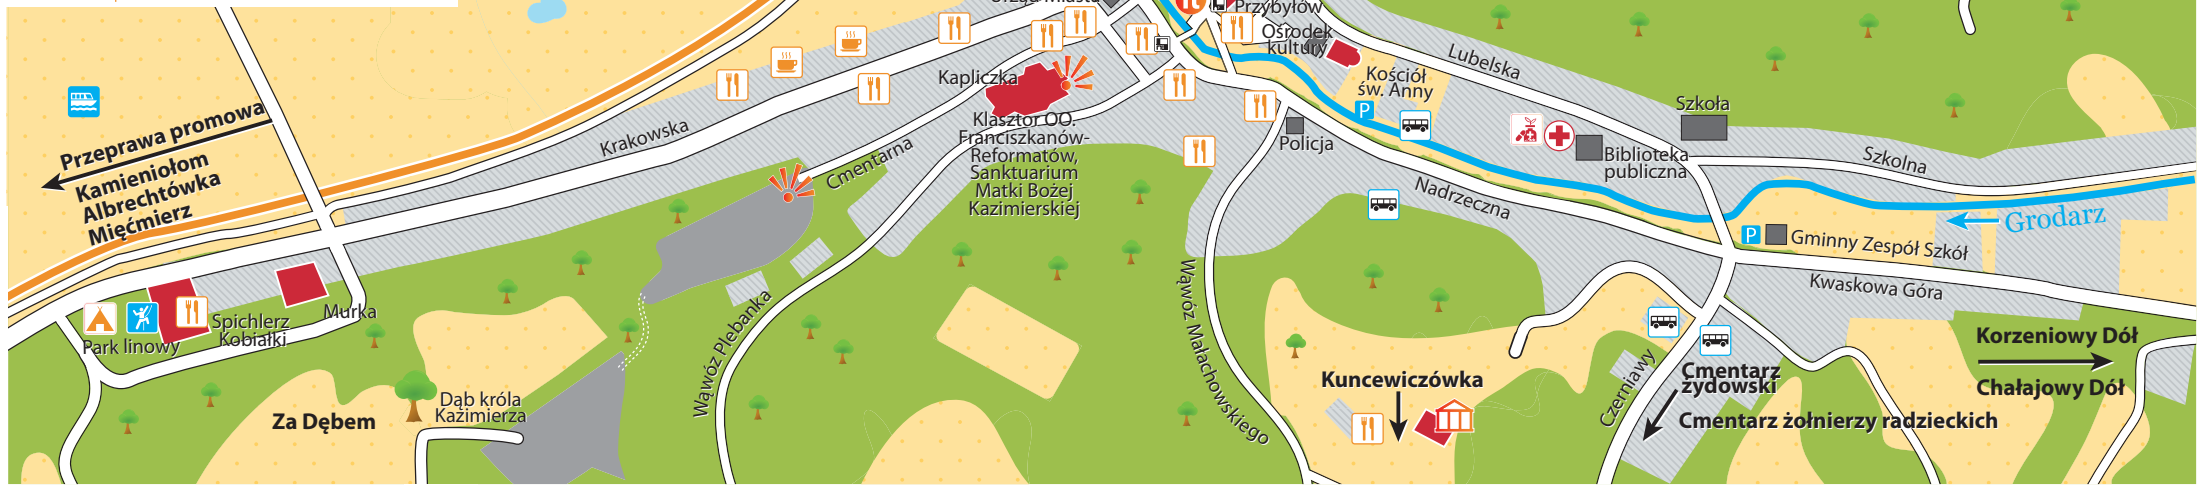 Urząd Miasta
Przybyłów
Ośrodek
kultury
Lubelska
Kapliczka
Kościół
św. Anny
Szkoła
Przeprawa promowa
Kamieniołom
Albrechtówka
Mięćmierz
Krakowska
Cmentarna
Klasztor OO.
Franciszkanów-
Reformatów,
Sanktuarium
Matki Bożej
Kazimierskiej
P
Policja
Biblioteka
publiczna
Szkolna
Nadrzeczna
Grodarz
P
Gminny Zespół Szkół
Kwaskowa Góra
Park linowy
Spichlerz
Kobiałki
Murka
Wąwóz Plebanka
Wąwóz Małachowskiego
Za Dębem
Dąb króla
Kazimierza
Kuncewiczówka
Czerniawy
Cmentarz
żydowski
Cmentarz żołnierzy radzieckich
Korzeniowy Dół
Chałajowy Dół